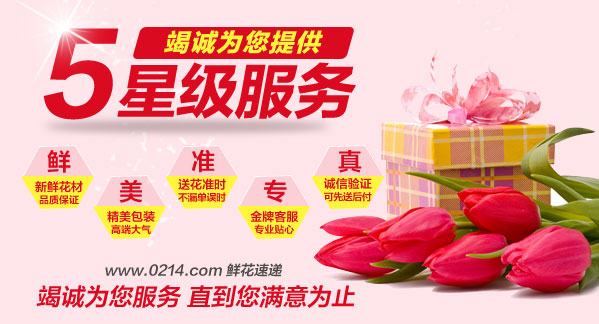 竭诚为您提供
5星级服务
鲜
新鲜花材
品质保证
美
精美包装
高端大气
准
送花准时
不漏单误时
专
金牌客服
专业贴心
真
诚信验证
可先送后付
www.0214.com 鲜花速递
竭诚为您服务 直到您满意为止